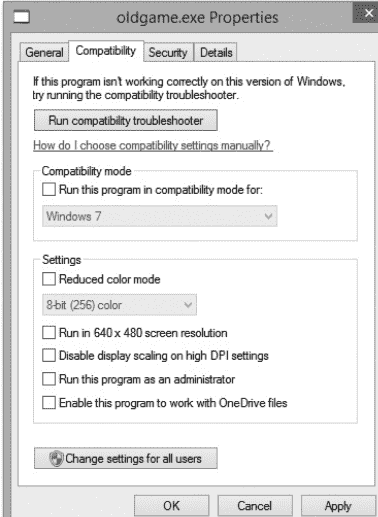 oldgame.exe Properties
General Compatibility Security Details
If this program isn't working correctly on this version of Windows,
try running the compatibility troubleshooter.
Run compatibility troubleshooter
How do I choose compatibility settings manually?
Compatibility mode
Run this program in compatibility mode for:
Windows 7
Settings
Reduced color mode
8-bit (256) color
Run in 640 x 480 screen resolution
Disable display scaling on high DPI settings
Run this program as an administrator
Enable this program to work with OneDrive files
Change settings for all users
OK Cancel Apply